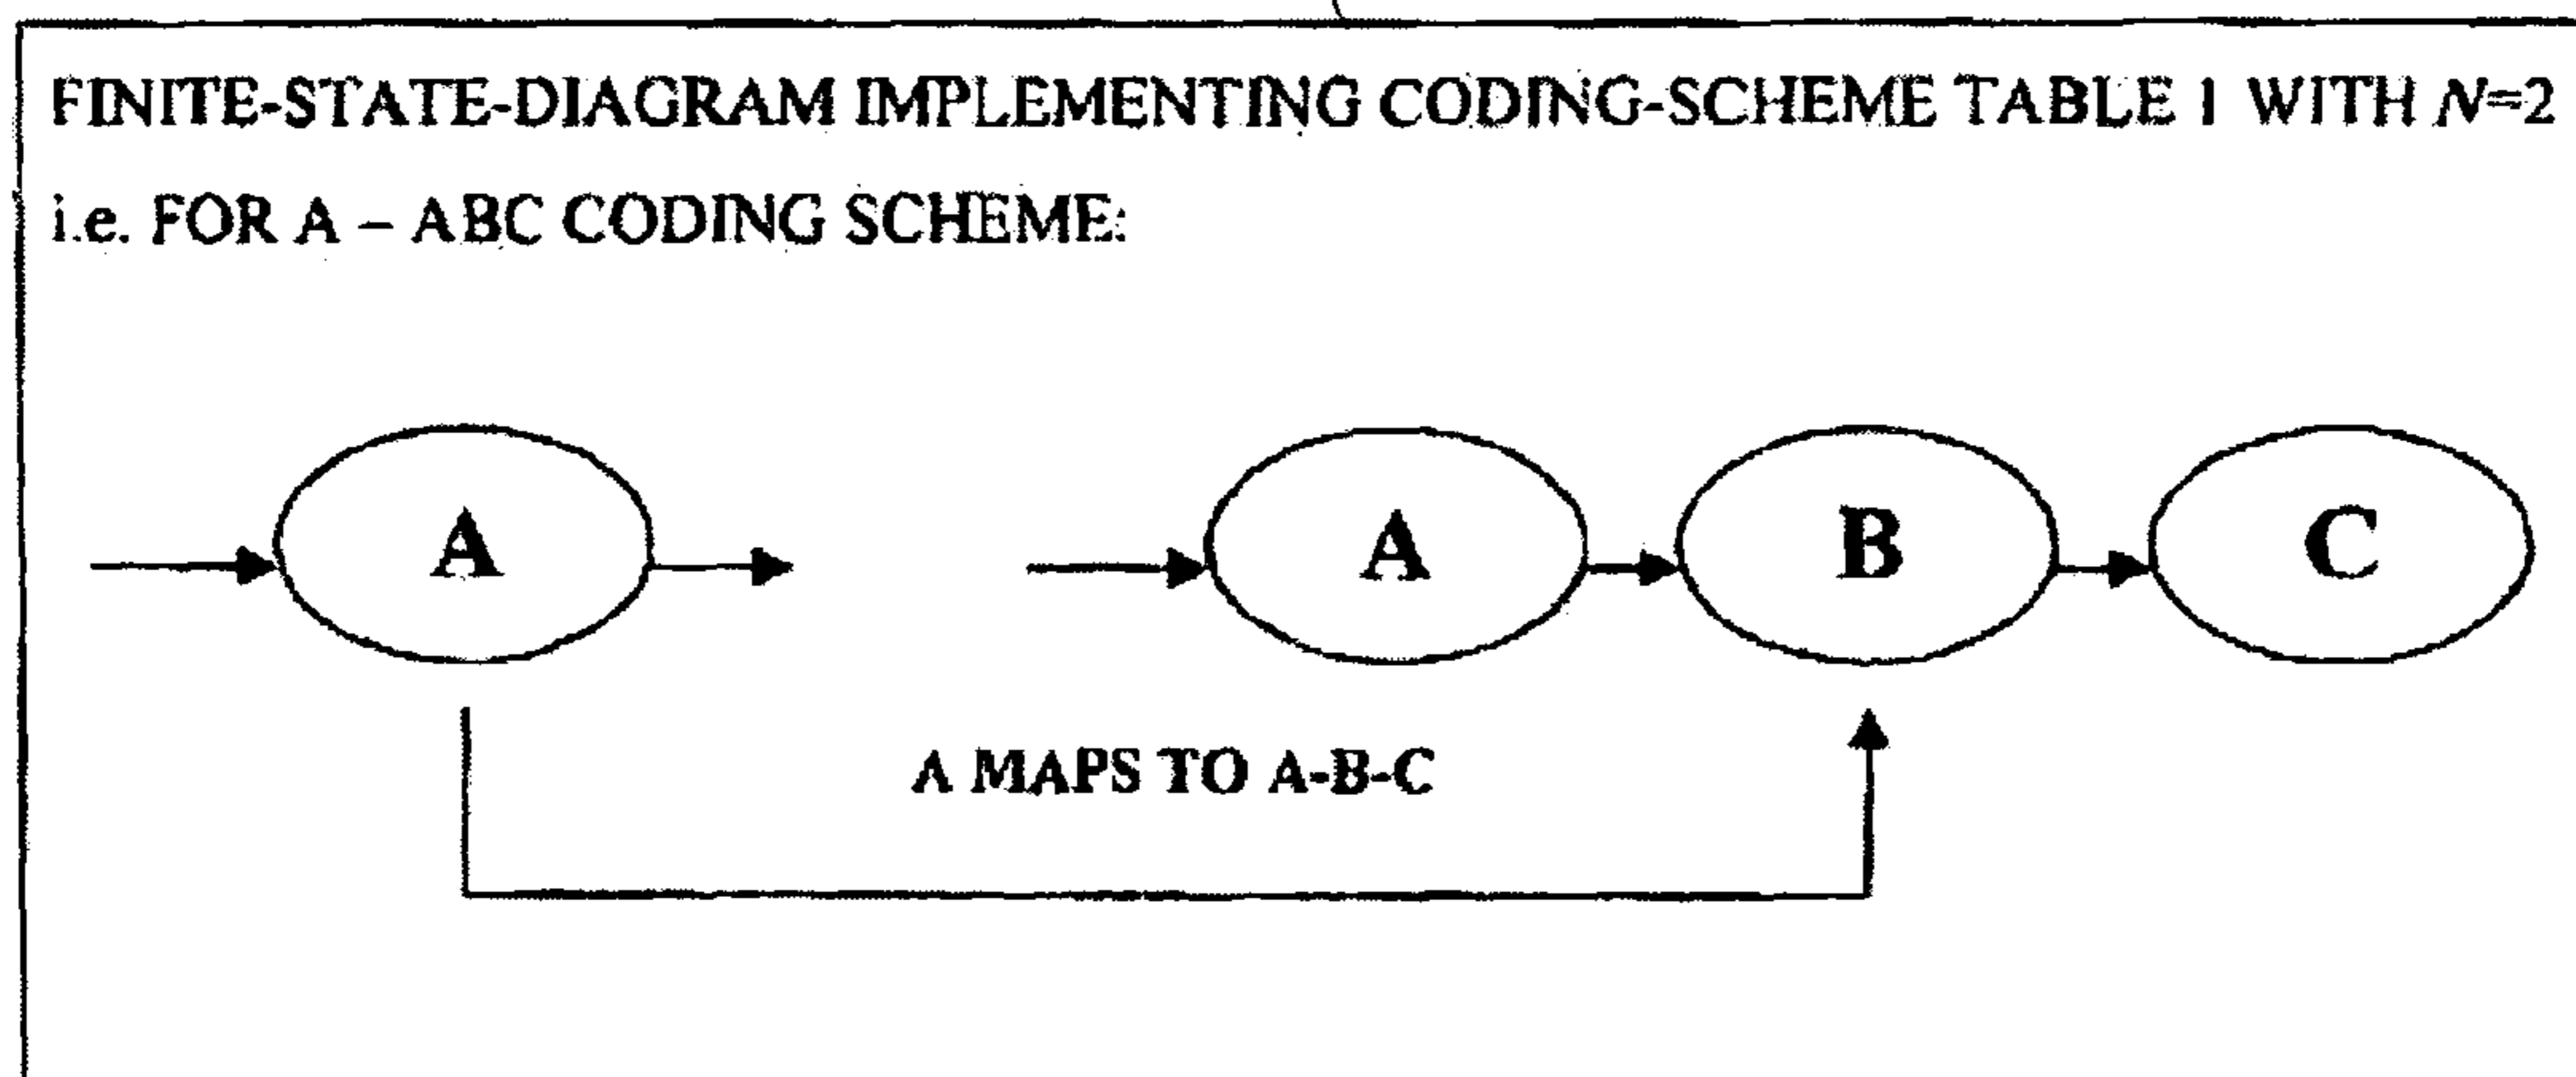 FINITE-STATE-DIAGRAM IMPLEMENTING CODING-SCHEME TABLE 1 WITH N=2
i.e. FOR A – ABC CODING SCHEME:
A
A
B
C
A MAPS TO A-B-C